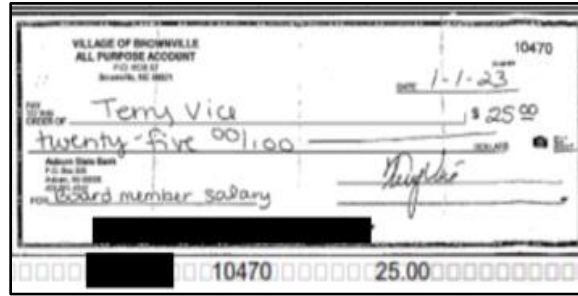 VILLAGE OF BROWNVILLE
ALL PURPOSE ACCOUNT
10470
DATE 1-1-23
PAY TO THE ORDER OF Terry Vice $ 25 00
twenty-five 00/100 DOLLARS
Auburn State Bank
FOR Board member salary
10470 25.00